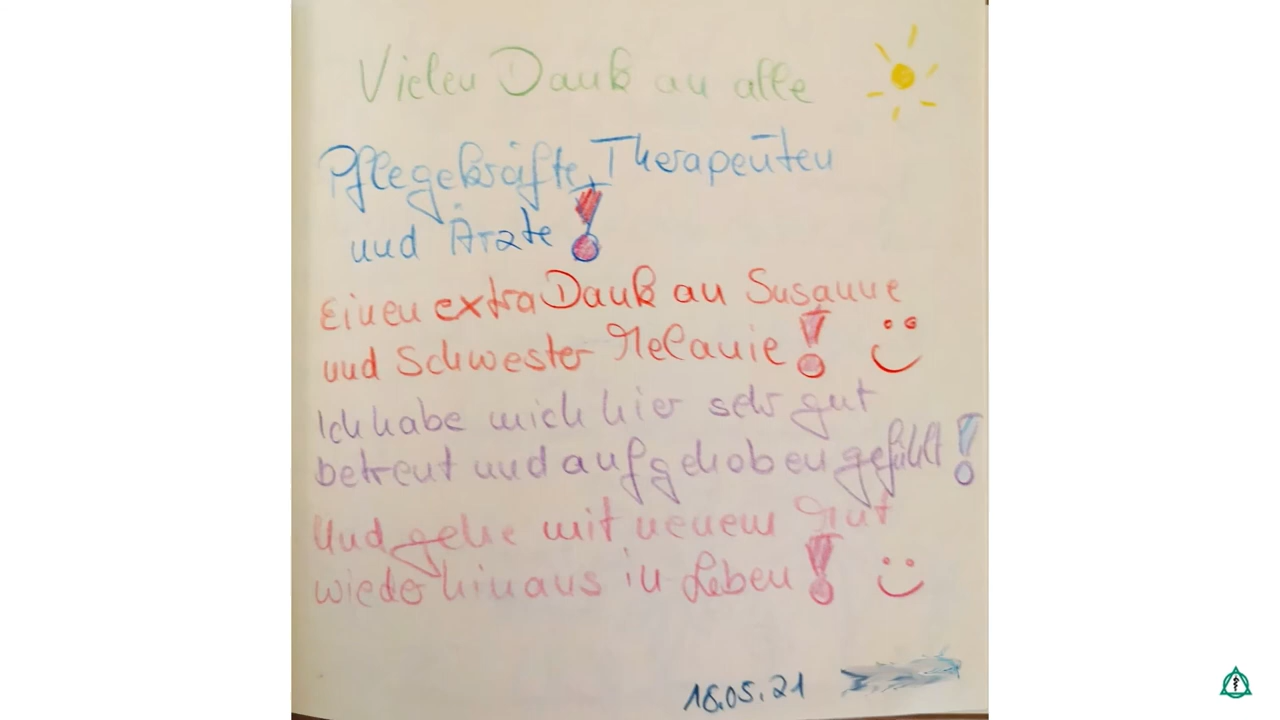 Vielen Dank an alle
Pflegekräfte, Therapeuten
und Ärzte!
Einen extra Dank an Susanne
und Schwester Melanie!
Ich habe mich hier sehr gut
betreut und aufgehoben gefühlt!
Und gehe mit neuem Mut
wieder hinaus in Leben!
16.05.21